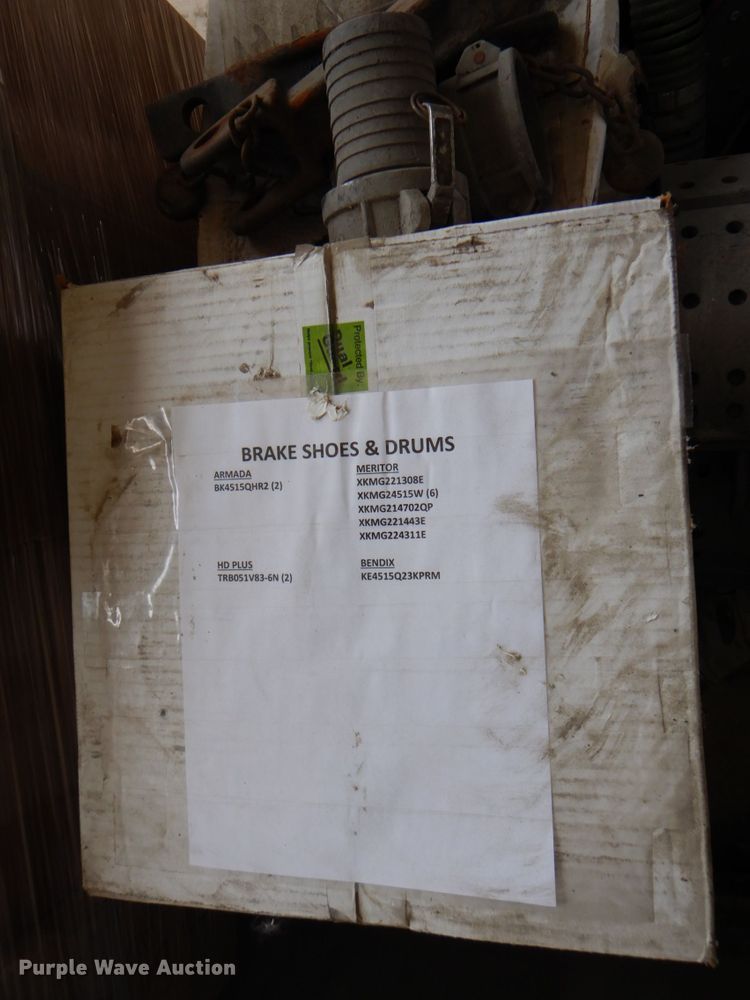 Protected By:
Dual
BRAKE SHOES & DRUMS
ARMADA
BK4515QHR2 (2)
MERITOR
XKMG221308E
XKMG24515W (6)
XKMG214702QP
XKMG221443E
XKMG224311E
HD PLUS
TRB051V83-6N (2)
BENDIX
KE4515Q23KPRM
Purple Wave Auction